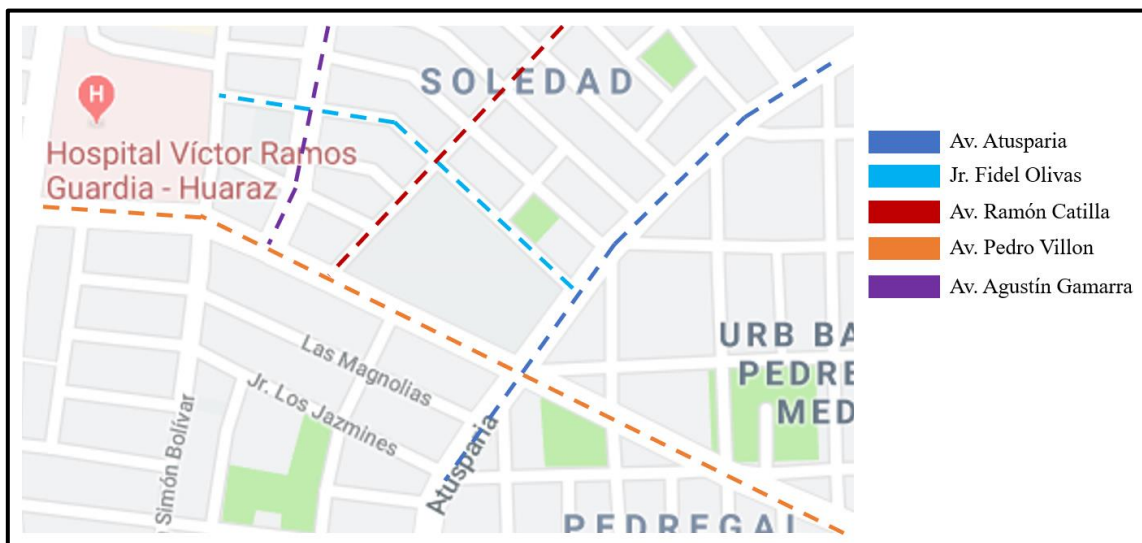 H
SOLEDAD
Hospital Víctor Ramos
Guardia - Huaraz
Las Magnolias
Jr. Los Jazmines
Simón Bolívar
Atusparia
URB BA
PEDRE
MED
PEDREGAL
Av. Atusparia
Jr. Fidel Olivas
Av. Ramón Catilla
Av. Pedro Villon
Av. Agustín Gamarra